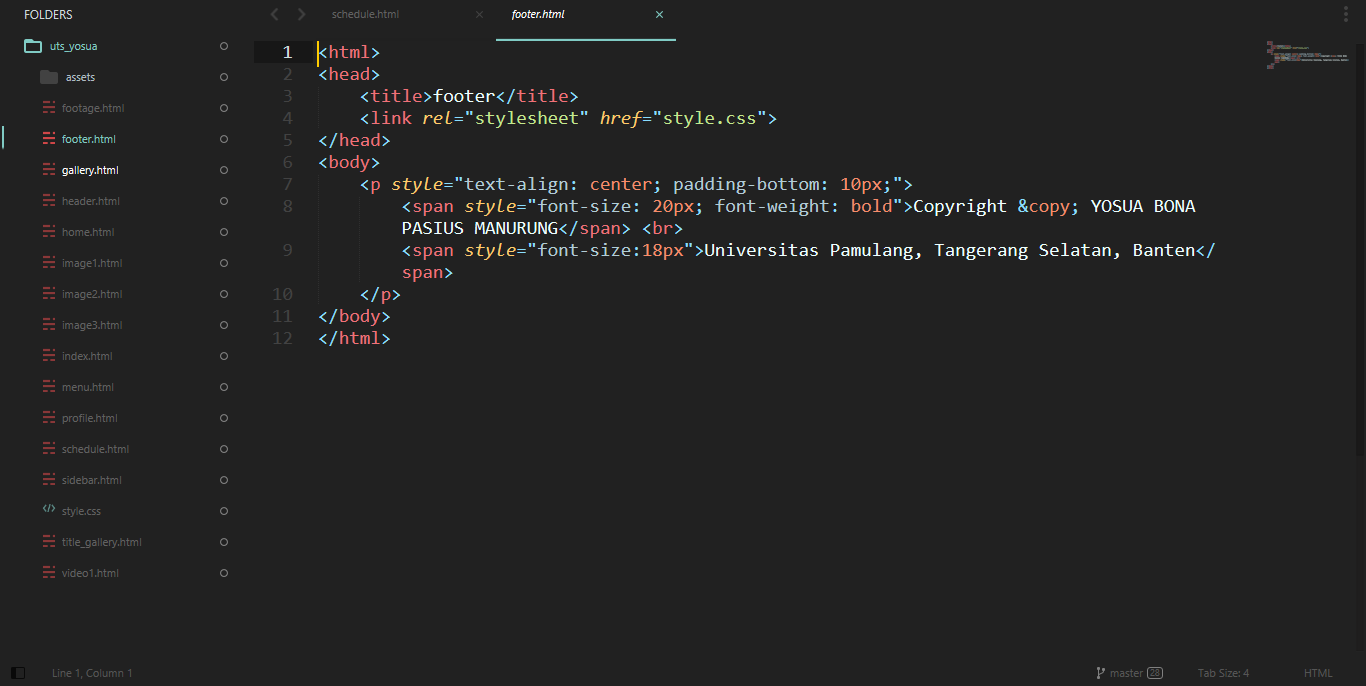 FOLDERS
uts_yosua
assets
footage.html
footer.html
gallery.html
header.html
home.html
image1.html
image2.html
image3.html
index.html
menu.html
profile.html
schedule.html
sidebar.html
style.css
title_gallery.html
video1.html
schedule.html × footer.html ×
1 <html>
2 <head>
3 <title>footer</title>
4 <link rel="stylesheet" href="style.css">
5 </head>
6 <body>
7 <p style="text-align: center; padding-bottom: 10px;">
8 <span style="font-size: 20px; font-weight: bold">Copyright &copy; YOSUA BONA
PASIUS MANURUNG</span> <br>
9 <span style="font-size:18px">Universitas Pamulang, Tangerang Selatan, Banten</
span>
10 </p>
11 </body>
12 </html>
Line 1, Column 1 master 28 Tab Size: 4 HTML